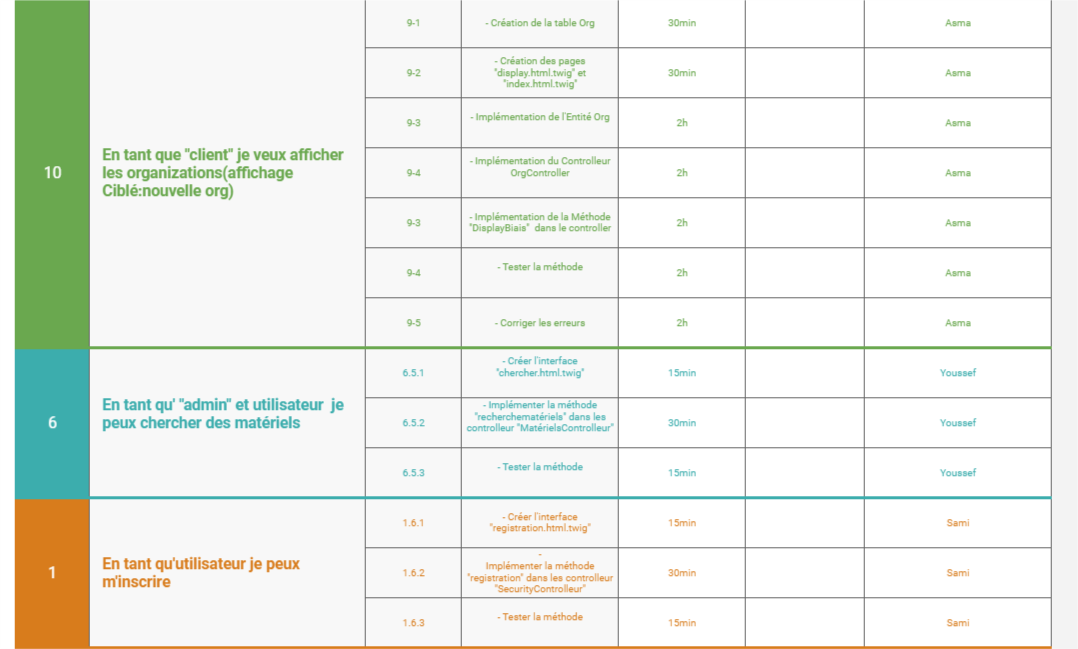 10
En tant que "client" je veux afficher
les organizations(affichage
Ciblé:nouvelle org)
9-1
- Création de la table Org
30min
Asma
9-2
- Création des pages
"display.html.twig" et
"index.html.twig"
30min
Asma
9-3
- Implémentation de l'Entité Org
2h
Asma
9-4
- Implémentation du Controlleur
OrgController
2h
Asma
9-3
- Implémentation de la Méthode
"DisplayBiais" dans le controller
2h
Asma
9-4
- Tester la méthode
2h
Asma
9-5
- Corriger les erreurs
2h
Asma
6
En tant qu' "admin" et utilisateur je
peux chercher des matériels
6.5.1
- Créer l'interface
"chercher.html.twig"
15min
Youssef
6.5.2
- Implémenter la méthode
"recherchematériels" dans les
controlleur "MatérielsControlleur"
30min
Youssef
6.5.3
- Tester la méthode
15min
Youssef
1
En tant qu'utilisateur je peux
m'inscrire
1.6.1
- Créer l'interface
"registration.html.twig"
15min
Sami
1.6.2
-
Implémenter la méthode
"registration" dans les controlleur
"SecurityControlleur"
30min
Sami
1.6.3
- Tester la méthode
15min
Sami